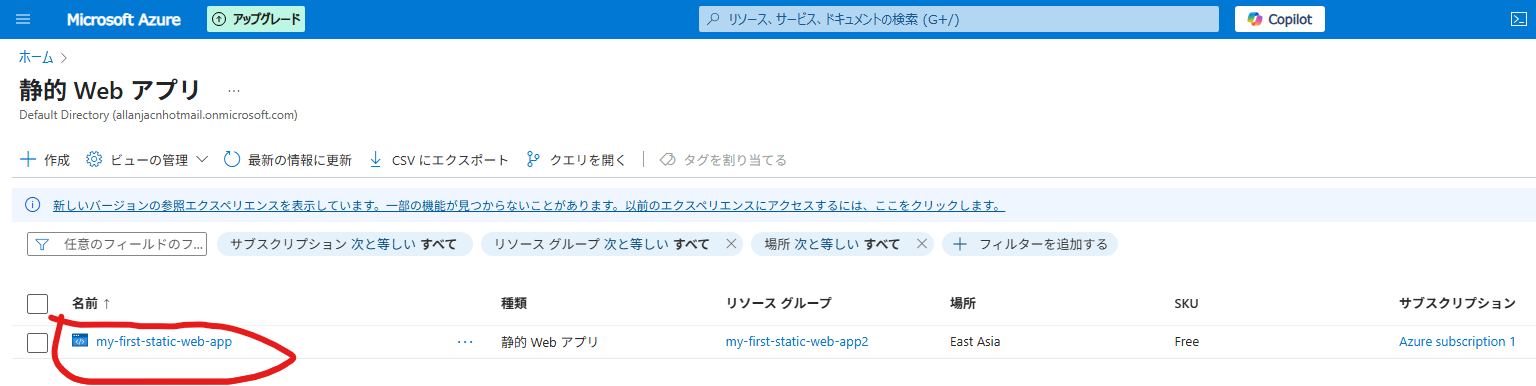 Microsoft Azure アップグレード リソース、サービス、ドキュメントの検索 (G+/) Copilot
ホーム
静的 Web アプリ ...
Default Directory (allanjacnhotmail.onmicrosoft.com)
作成 ビューの管理 最新の情報に更新 CSV にエクスポート クエリを開く タグを割り当てる
新しいバージョンの参照エクスペリエンスを表示しています。一部の機能が見つからないことがあります。以前のエクスペリエンスにアクセスするには、ここをクリックします。
任意のフィールドのフ... サブスクリプション 次と等しい すべて リソース グループ 次と等しい すべて 場所 次と等しい すべて フィルターを追加する
名前 ↑ 種類 リソース グループ 場所 SKU サブスクリプション
my-first-static-web-app ... 静的 Web アプリ my-first-static-web-app2 East Asia Free Azure subscription 1